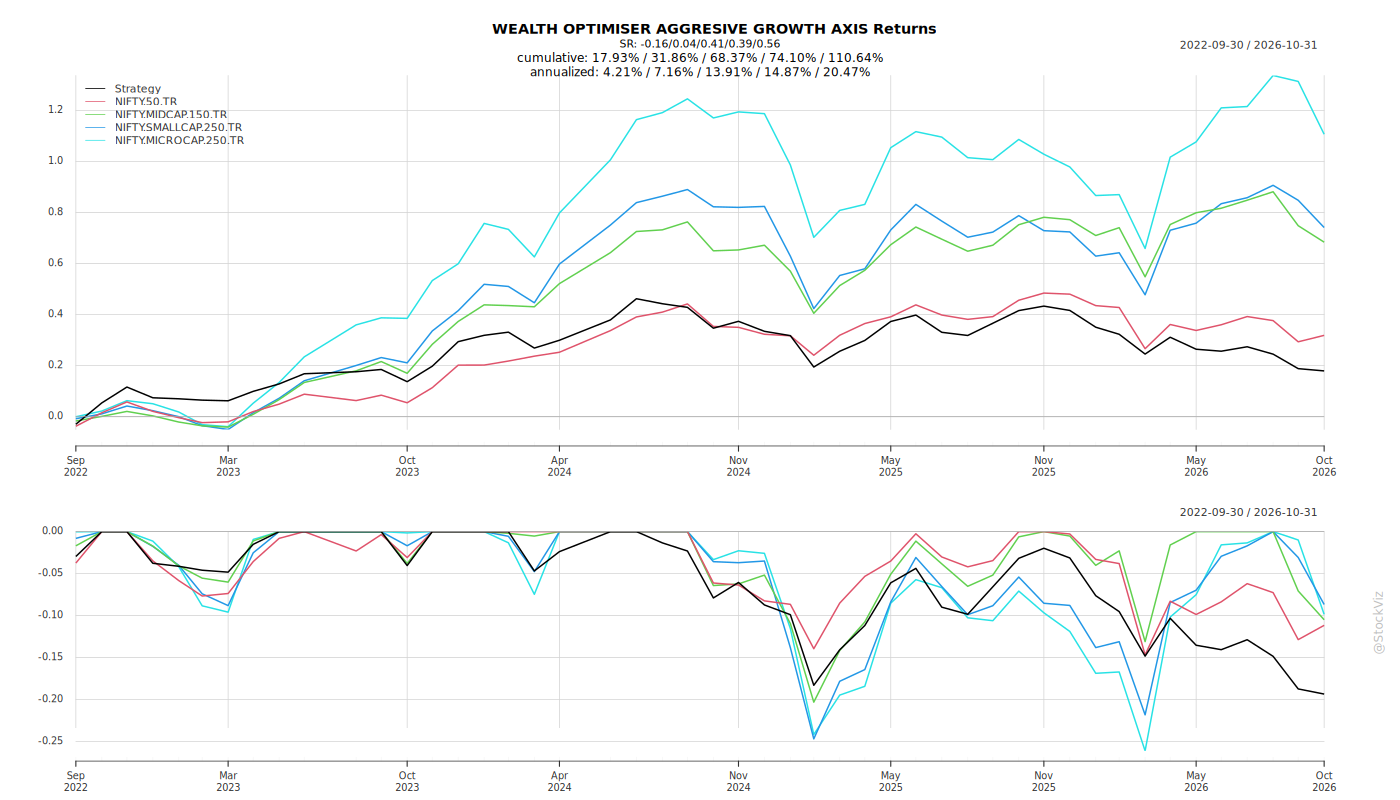 WEALTH OPTIMISER AGGRESIVE GROWTH AXIS Returns
SR: -0.16/0.04/0.41/0.39/0.56
cumulative: 17.93% / 31.86% / 68.37% / 74.10% / 110.64%
annualized: 4.21% / 7.16% / 13.91% / 14.87% / 20.47%
2022-09-30 / 2026-10-31
Strategy
NIFTY.50.TR
NIFTY.MIDCAP.150.TR
NIFTY.SMALLCAP.250.TR
NIFTY.MICROCAP.250.TR
1.2
1.0
0.8
0.6
0.4
0.2
0.0
Sep Mar Oct Apr Nov May Nov May Oct
2022 2023 2023 2024 2024 2025 2025 2026 2026
2022-09-30 / 2026-10-31
0.00
-0.05
-0.10
-0.15
-0.20
-0.25
Sep Mar Oct Apr Nov May Nov May Oct
2022 2023 2023 2024 2024 2025 2025 2026 2026
@StockViz